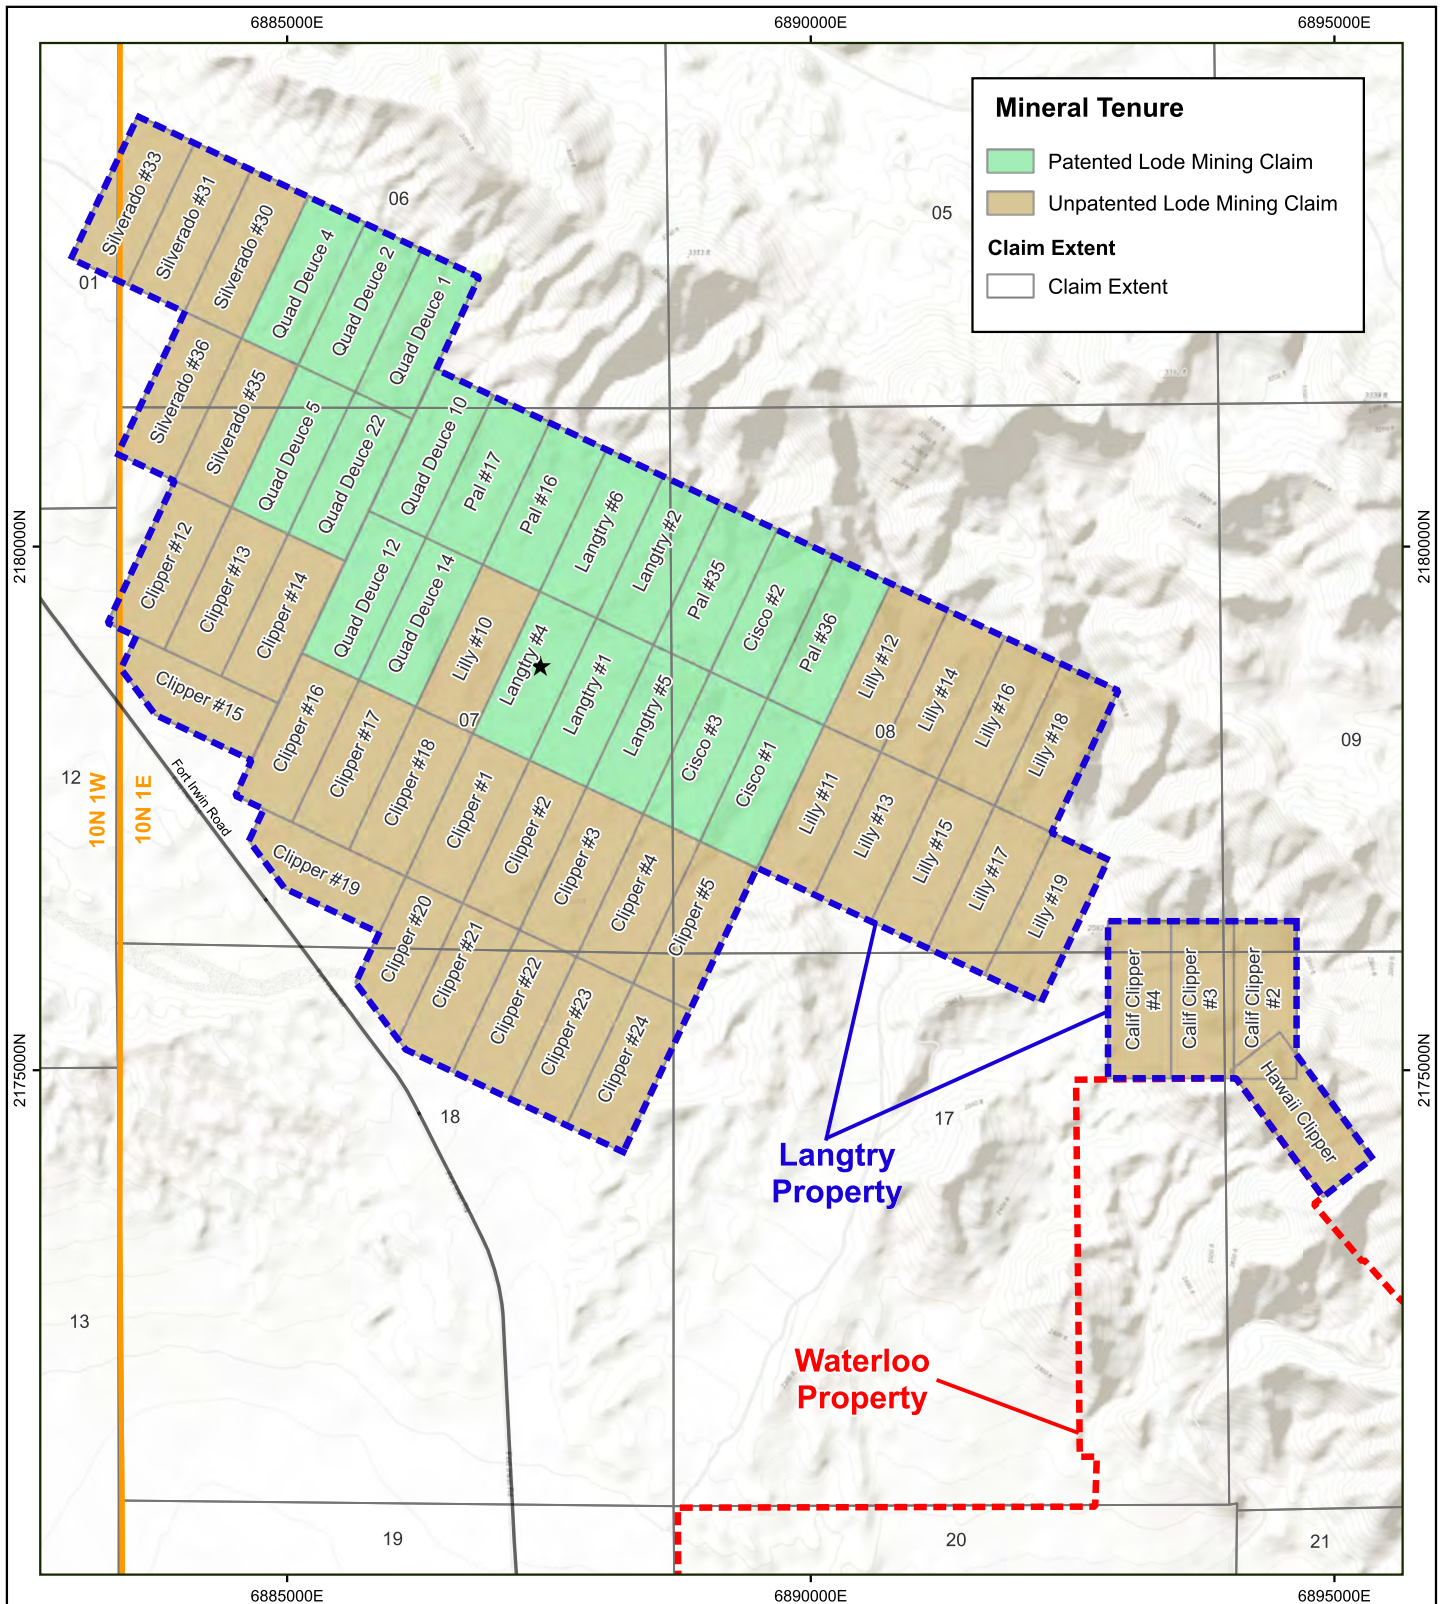 6885000E
6890000E
6895000E
Mineral Tenure
Patented Lode Mining Claim
Unpatented Lode Mining Claim
Claim Extent
Claim Extent
Silverado #33
Silverado #31
Silverado #30
Quad Deuce 4
Quad Deuce 2
Quad Deuce 1
06
05
01
Silverado #36
Silverado #35
Quad Deuce 5
Quad Deuce 22
Quad Deuce 10
Pal #17
Pal #16
Langtry #6
Langtry #2
Pal #35
Cisco #2
Pal #36
Lilly #12
Lilly #14
Lilly #16
Lilly #18
2180000N
2180000N
Clipper #12
Clipper #13
Clipper #14
Quad Deuce 12
Quad Deuce 14
Lilly #10
Langtry #4
Langtry #1
Langtry #5
Cisco #3
Cisco #1
Lilly #11
Lilly #13
Lilly #15
Lilly #17
Lilly #19
Clipper #15
Clipper #16
Clipper #17
Clipper #18
Clipper #1
Clipper #2
Clipper #3
Clipper #4
Clipper #5
07
08
09
12
10N 1W
10N 1E
Fort Irwin Road
Clipper #19
Clipper #20
Clipper #21
Clipper #22
Clipper #23
Clipper #24
Calif Clipper
#4
Calif Clipper
#3
Calif Clipper
#2
Hawaii Clipper
2175000N
2175000N
18
17
Langtry
Property
13
Waterloo
Property
19
20
21
6885000E
6890000E
6895000E